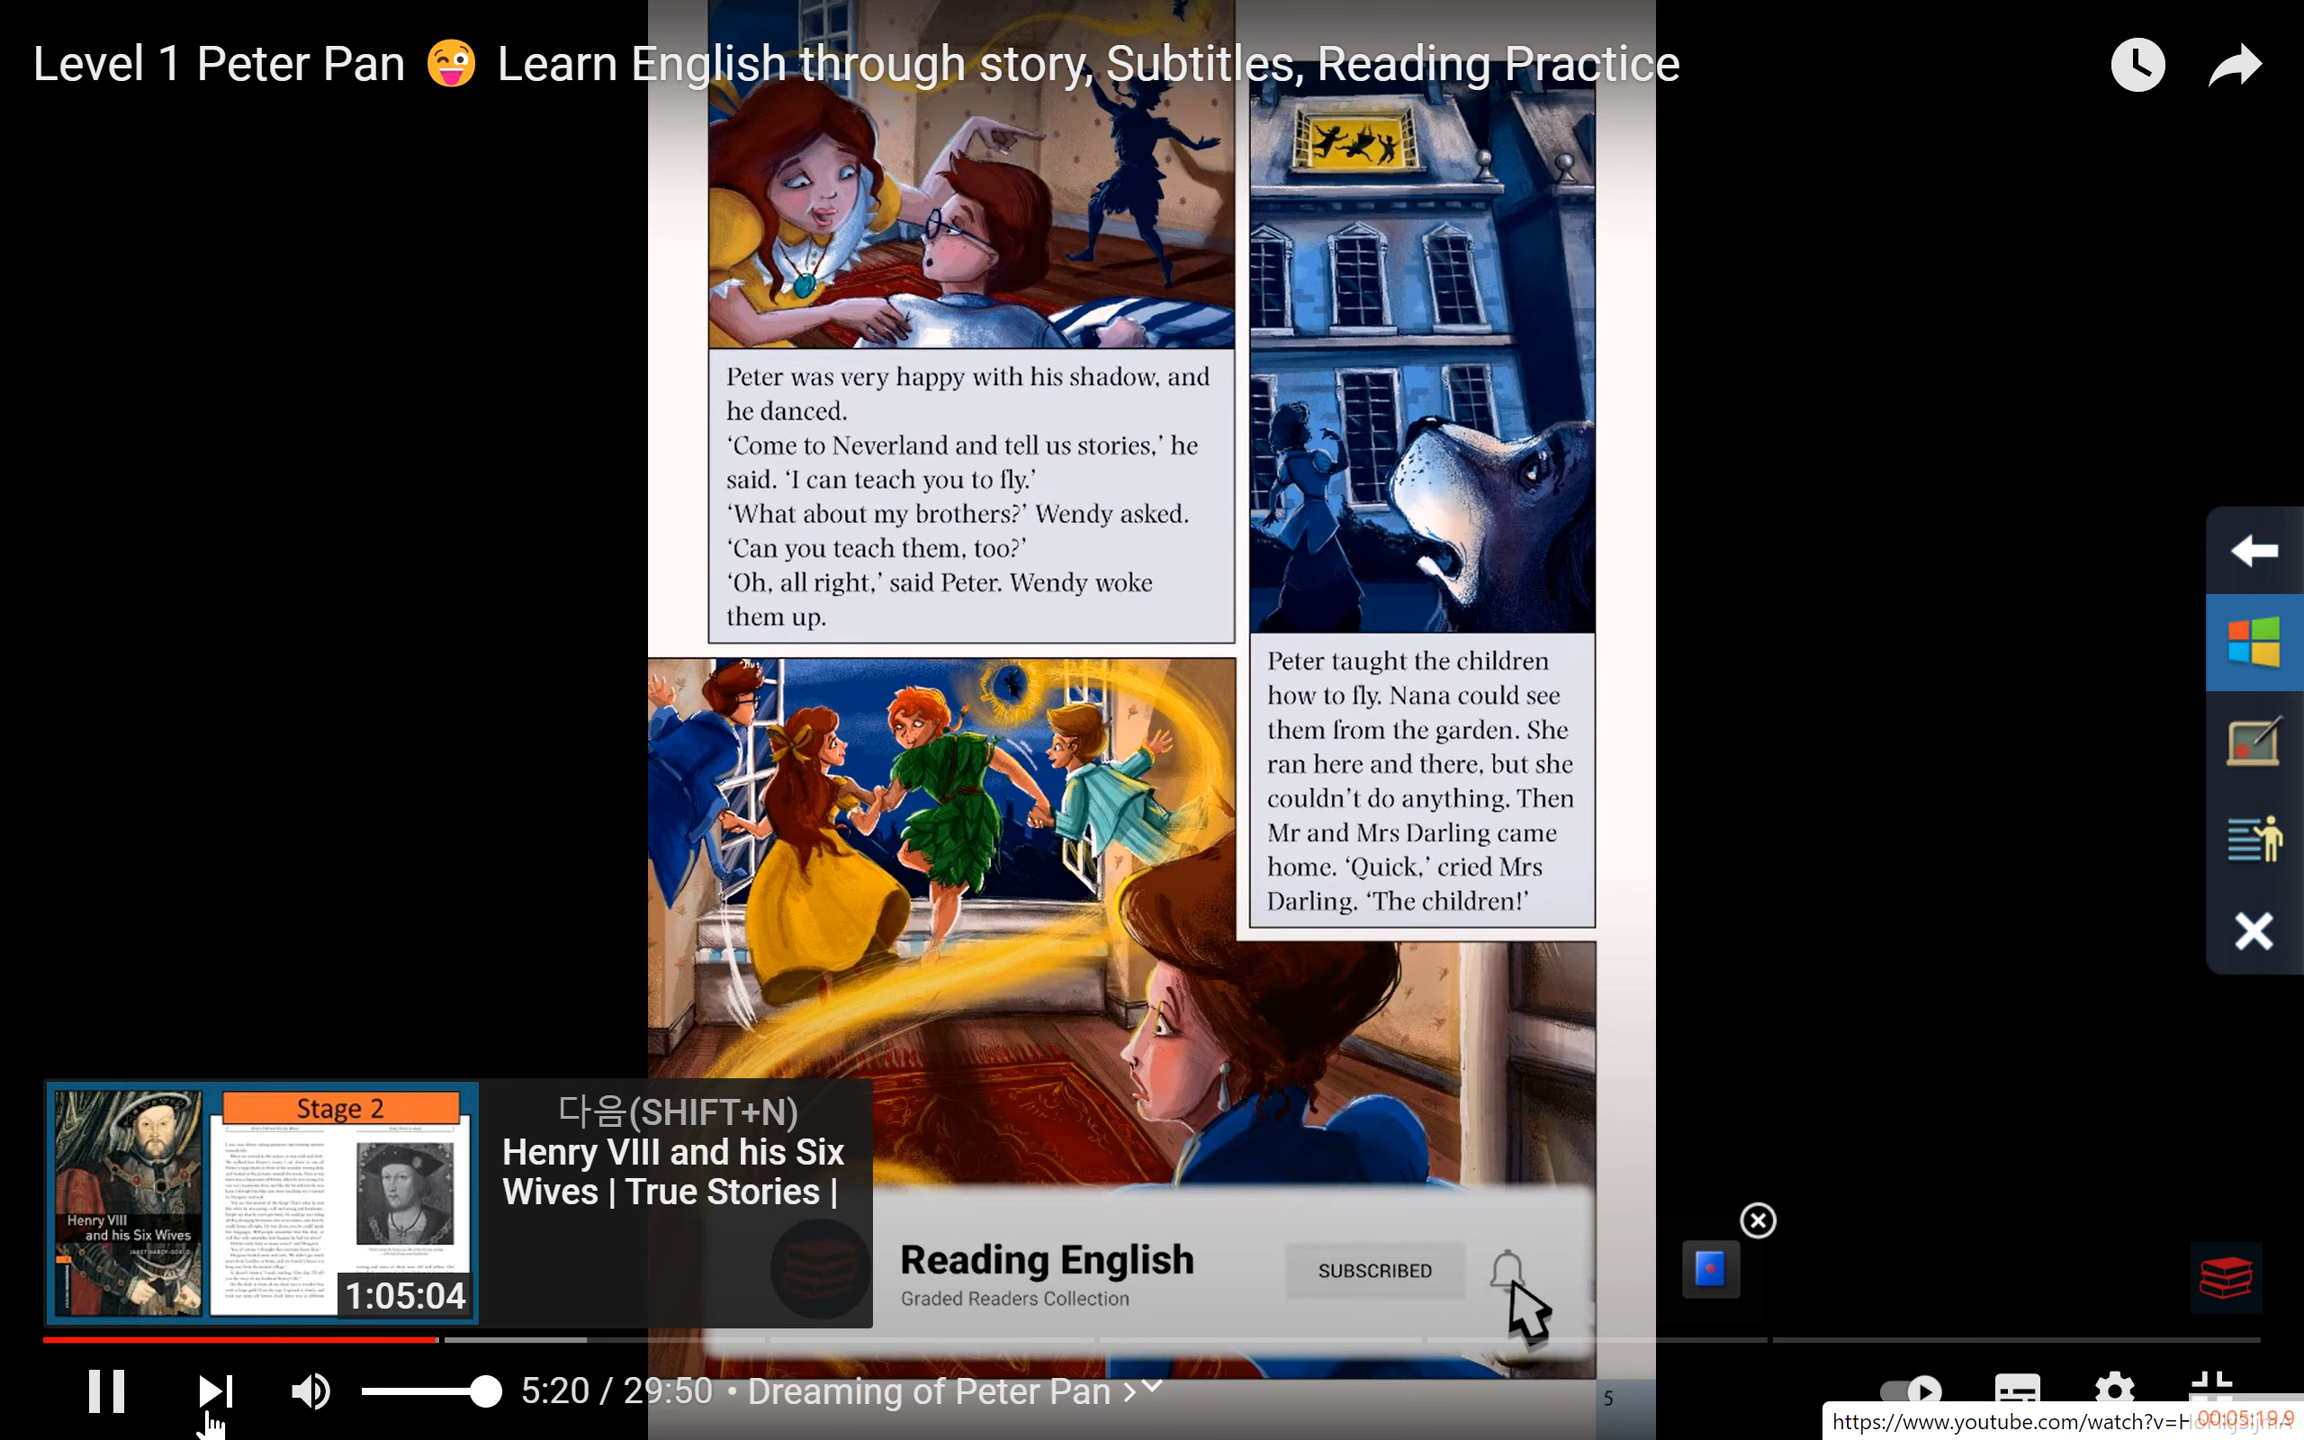 Level 1 Peter Pan 😜 Learn English through story, Subtitles, Reading Practice
Peter was very happy with his shadow, and
he danced.
‘Come to Neverland and tell us stories,’ he
said. ‘I can teach you to fly.’
‘What about my brothers?’ Wendy asked.
‘Can you teach them, too?’
‘Oh, all right,’ said Peter. Wendy woke
them up.
Peter taught the children
how to fly. Nana could see
them from the garden. She
ran here and there, but she
couldn’t do anything. Then
Mr and Mrs Darling came
home. ‘Quick,’ cried Mrs
Darling. ‘The children!’
Stage 2
Henry VIII
and his Six Wives
1:05:04
다음(SHIFT+N)
Henry VIII and his Six
Wives | True Stories |
Reading English
Graded Readers Collection
SUBSCRIBED
5:20 / 29:50 • Dreaming of Peter Pan
5
https://www.youtube.com/watch?v=H
00:05:19.9